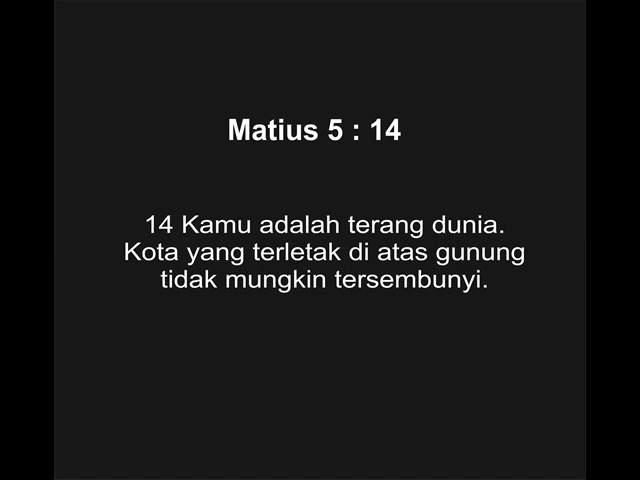 Matius 5 : 14
14 Kamu adalah terang dunia.
Kota yang terletak di atas gunung
tidak mungkin tersembunyi.